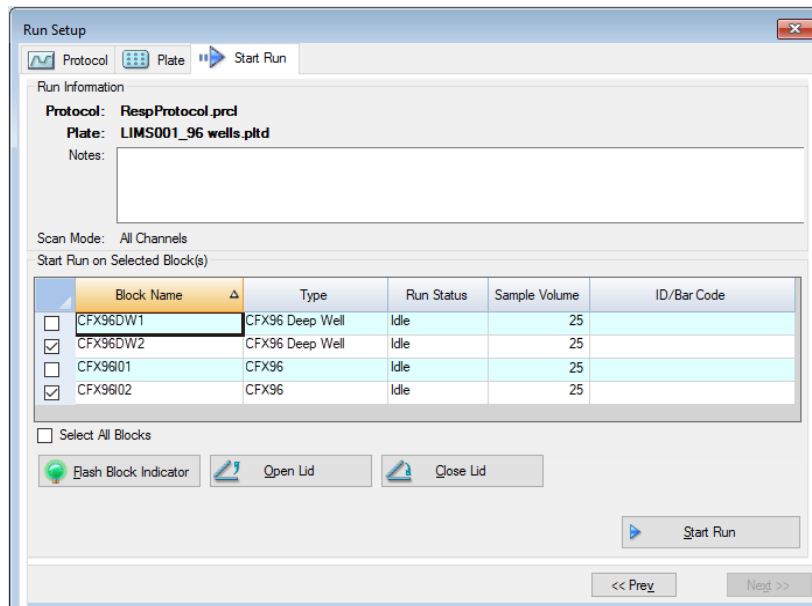 Run Setup
Protocol Plate Start Run
Run Information
Protocol: RespProtocol.prcl
Plate: LIMS001_96 wells.pltd
Notes:
Scan Mode: All Channels
Start Run on Selected Block(s)
Block Name Type Run Status Sample Volume ID/Bar Code
CFX96DW1 CFX96 Deep Well Idle 25
CFX96DW2 CFX96 Deep Well Idle 25
CFX96I01 CFX96 Idle 25
CFX96I02 CFX96 Idle 25
Select All Blocks
Flash Block Indicator Open Lid Close Lid
Start Run
<< Prev Next >>